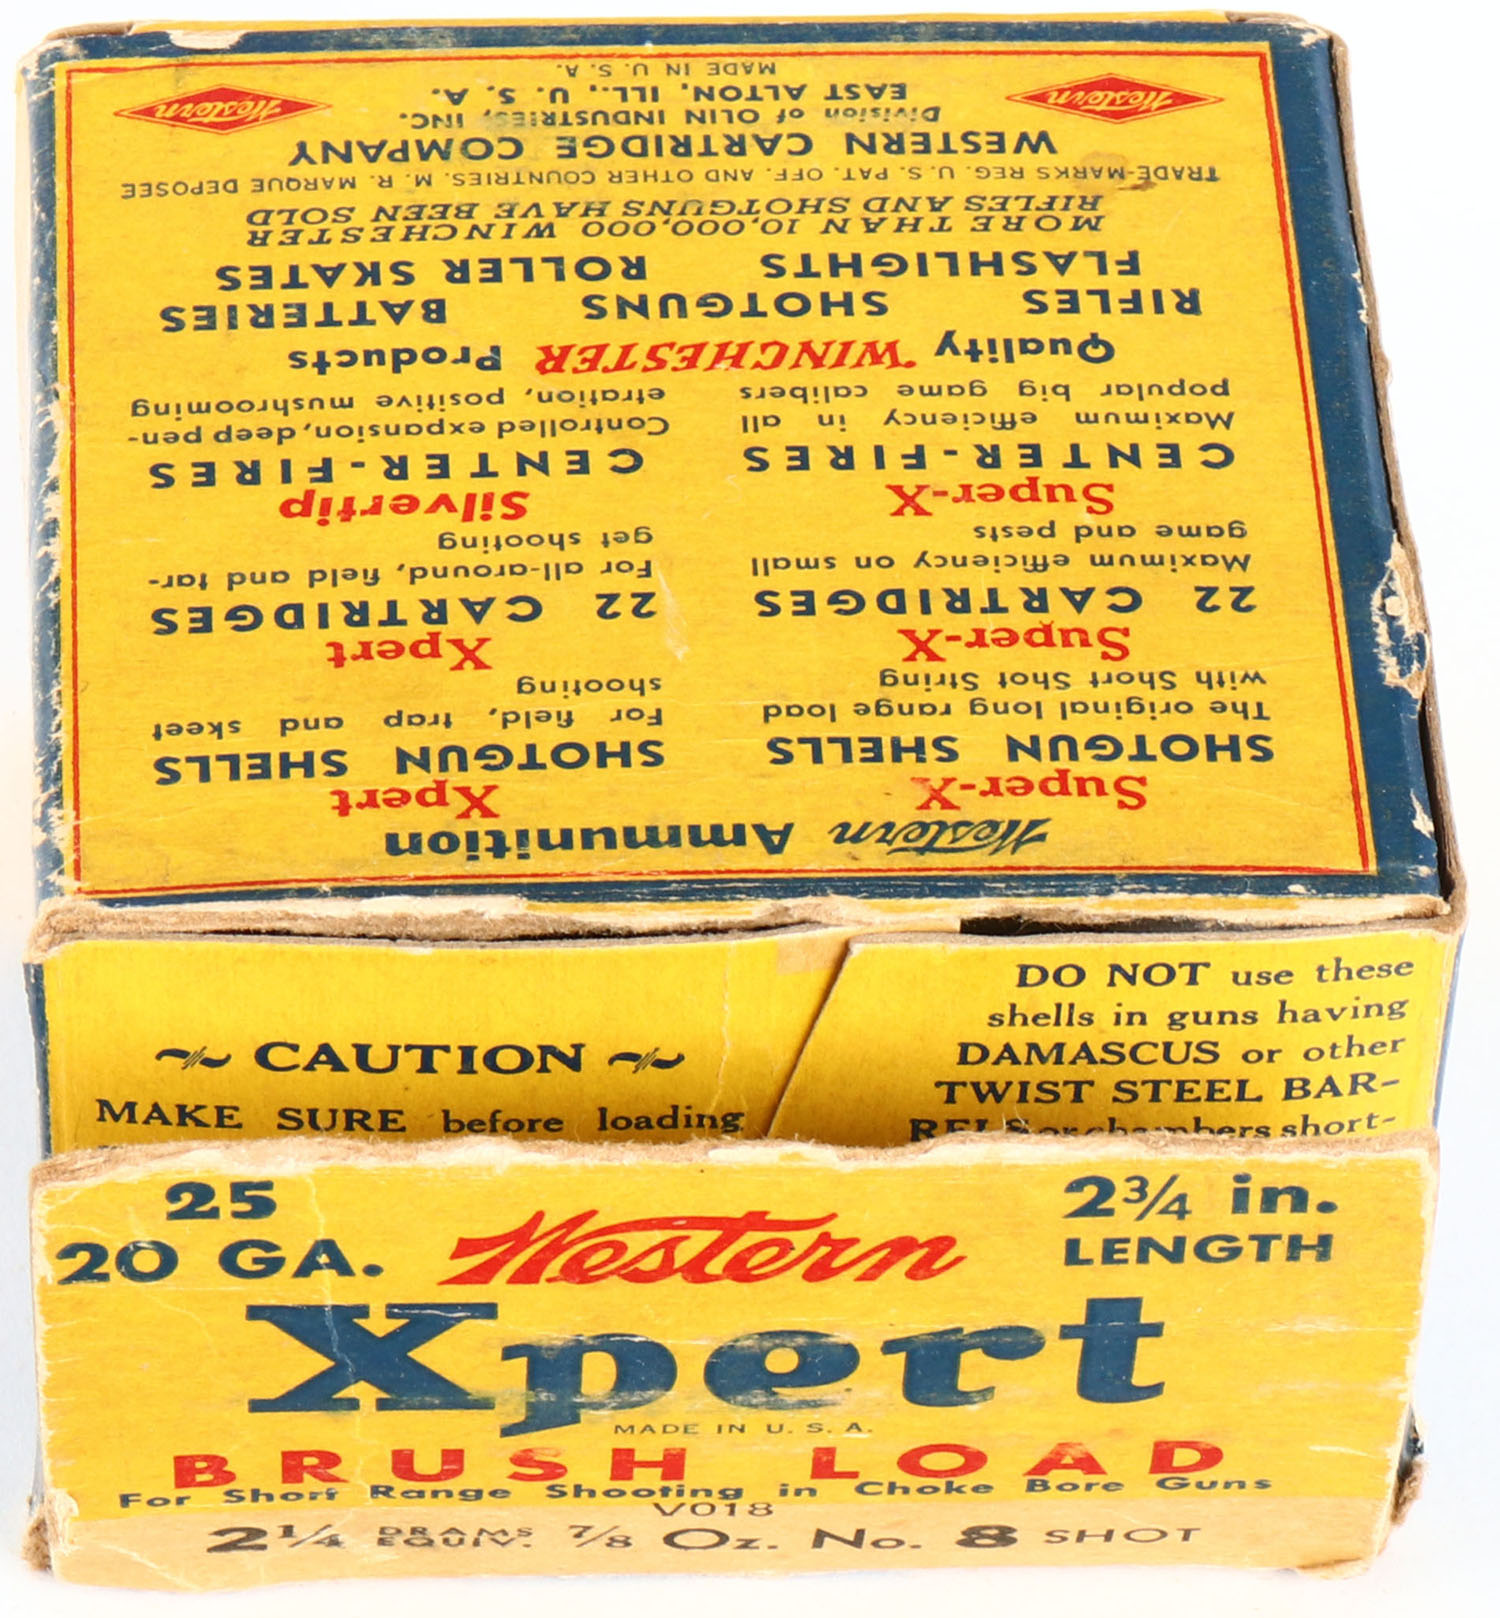 Western Ammunition
Super-X
SHOTGUN SHELLS
The original long range load
with Short Shot String
Xpert
SHOTGUN SHELLS
For field, trap and skeet
shooting
Super-X
22 CARTRIDGES
Maximum efficiency on small
game and pests
Xpert
22 CARTRIDGES
For all-around, field and tar-
get shooting
Super-X
CENTER-FIRES
Maximum efficiency in all
popular big game calibers
Silvertip
CENTER-FIRES
Controlled expansion, deep pen-
etration, positive mushrooming
Quality WINCHESTER Products
RIFLES SHOTGUNS BATTERIES
FLASHLIGHTS ROLLER SKATES
MORE THAN 10,000,000 WINCHESTER
RIFLES AND SHOTGUNS HAVE BEEN SOLD
TRADE-MARKS REG. U. S. PAT. OFF. AND OTHER COUNTRIES. M. R. MARQUE DEPOSEE
WESTERN CARTRIDGE COMPANY
Division of OLIN INDUSTRIES, INC.
EAST ALTON, ILL., U. S. A.
MADE IN U. S. A.
Western
Western
CAUTION
MAKE SURE before loading
DO NOT use these
shells in guns having
DAMASCUS or other
TWIST STEEL BAR-
RELS or chambers short-
25
20 GA.
Western
2¾ in.
LENGTH
Xpert
MADE IN U. S. A.
BRUSH LOAD
For Short Range Shooting in Choke Bore Guns
V018
2¼ DRAMS EQUIV. ⅞ Oz. No. 8 SHOT